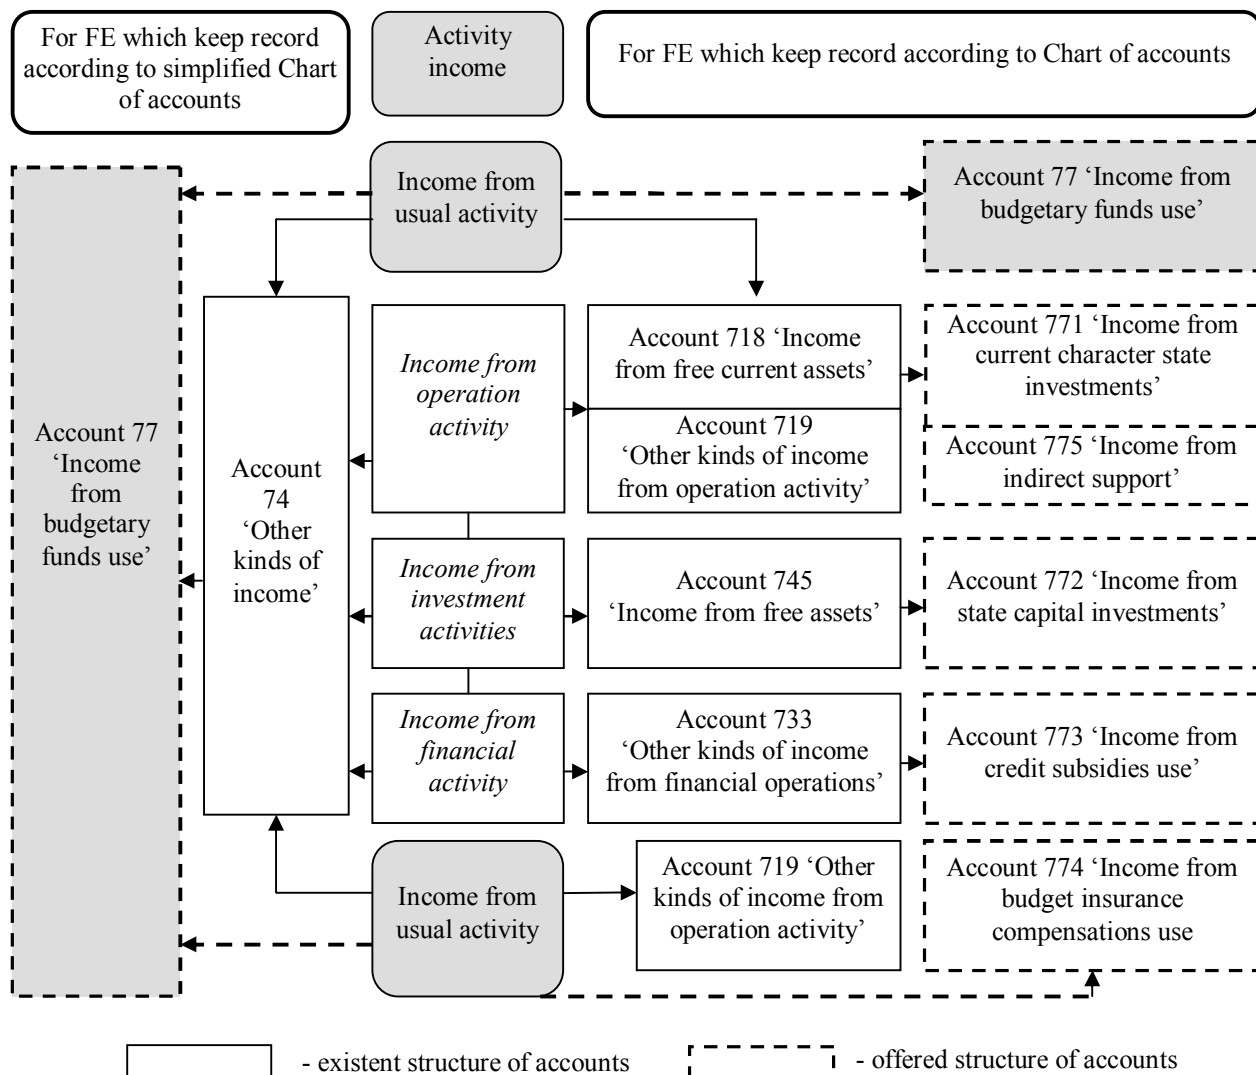 For FE which keep record
according to simplified Chart
of accounts
Activity
income
For FE which keep record according to Chart of accounts
Income from
usual activity
Account 77 ‘Income from
budgetary funds use’
Account 77
‘Income
from
budgetary
funds use’
Account
74
‘Other
kinds of
income’
Income from
operation
activity
Account 718 ‘Income
from free current assets’
Account 719
‘Other kinds of income
from operation activity’
Account 771 ‘Income from
current character state
investments’
Account 775 ‘Income from
indirect support’
Income from
investment
activities
Account 745
‘Income from free assets’
Account 772 ‘Income from
state capital investments’
Income from
financial
activity
Account 733
‘Other kinds of income
from financial operations’
Account 773 ‘Income from
credit subsidies use’
Income from
usual activity
Account 719 ‘Other
kinds of income from
operation activity’
Account 774 ‘Income from
budget insurance
compensations use
- existent structure of accounts
- offered structure of accounts